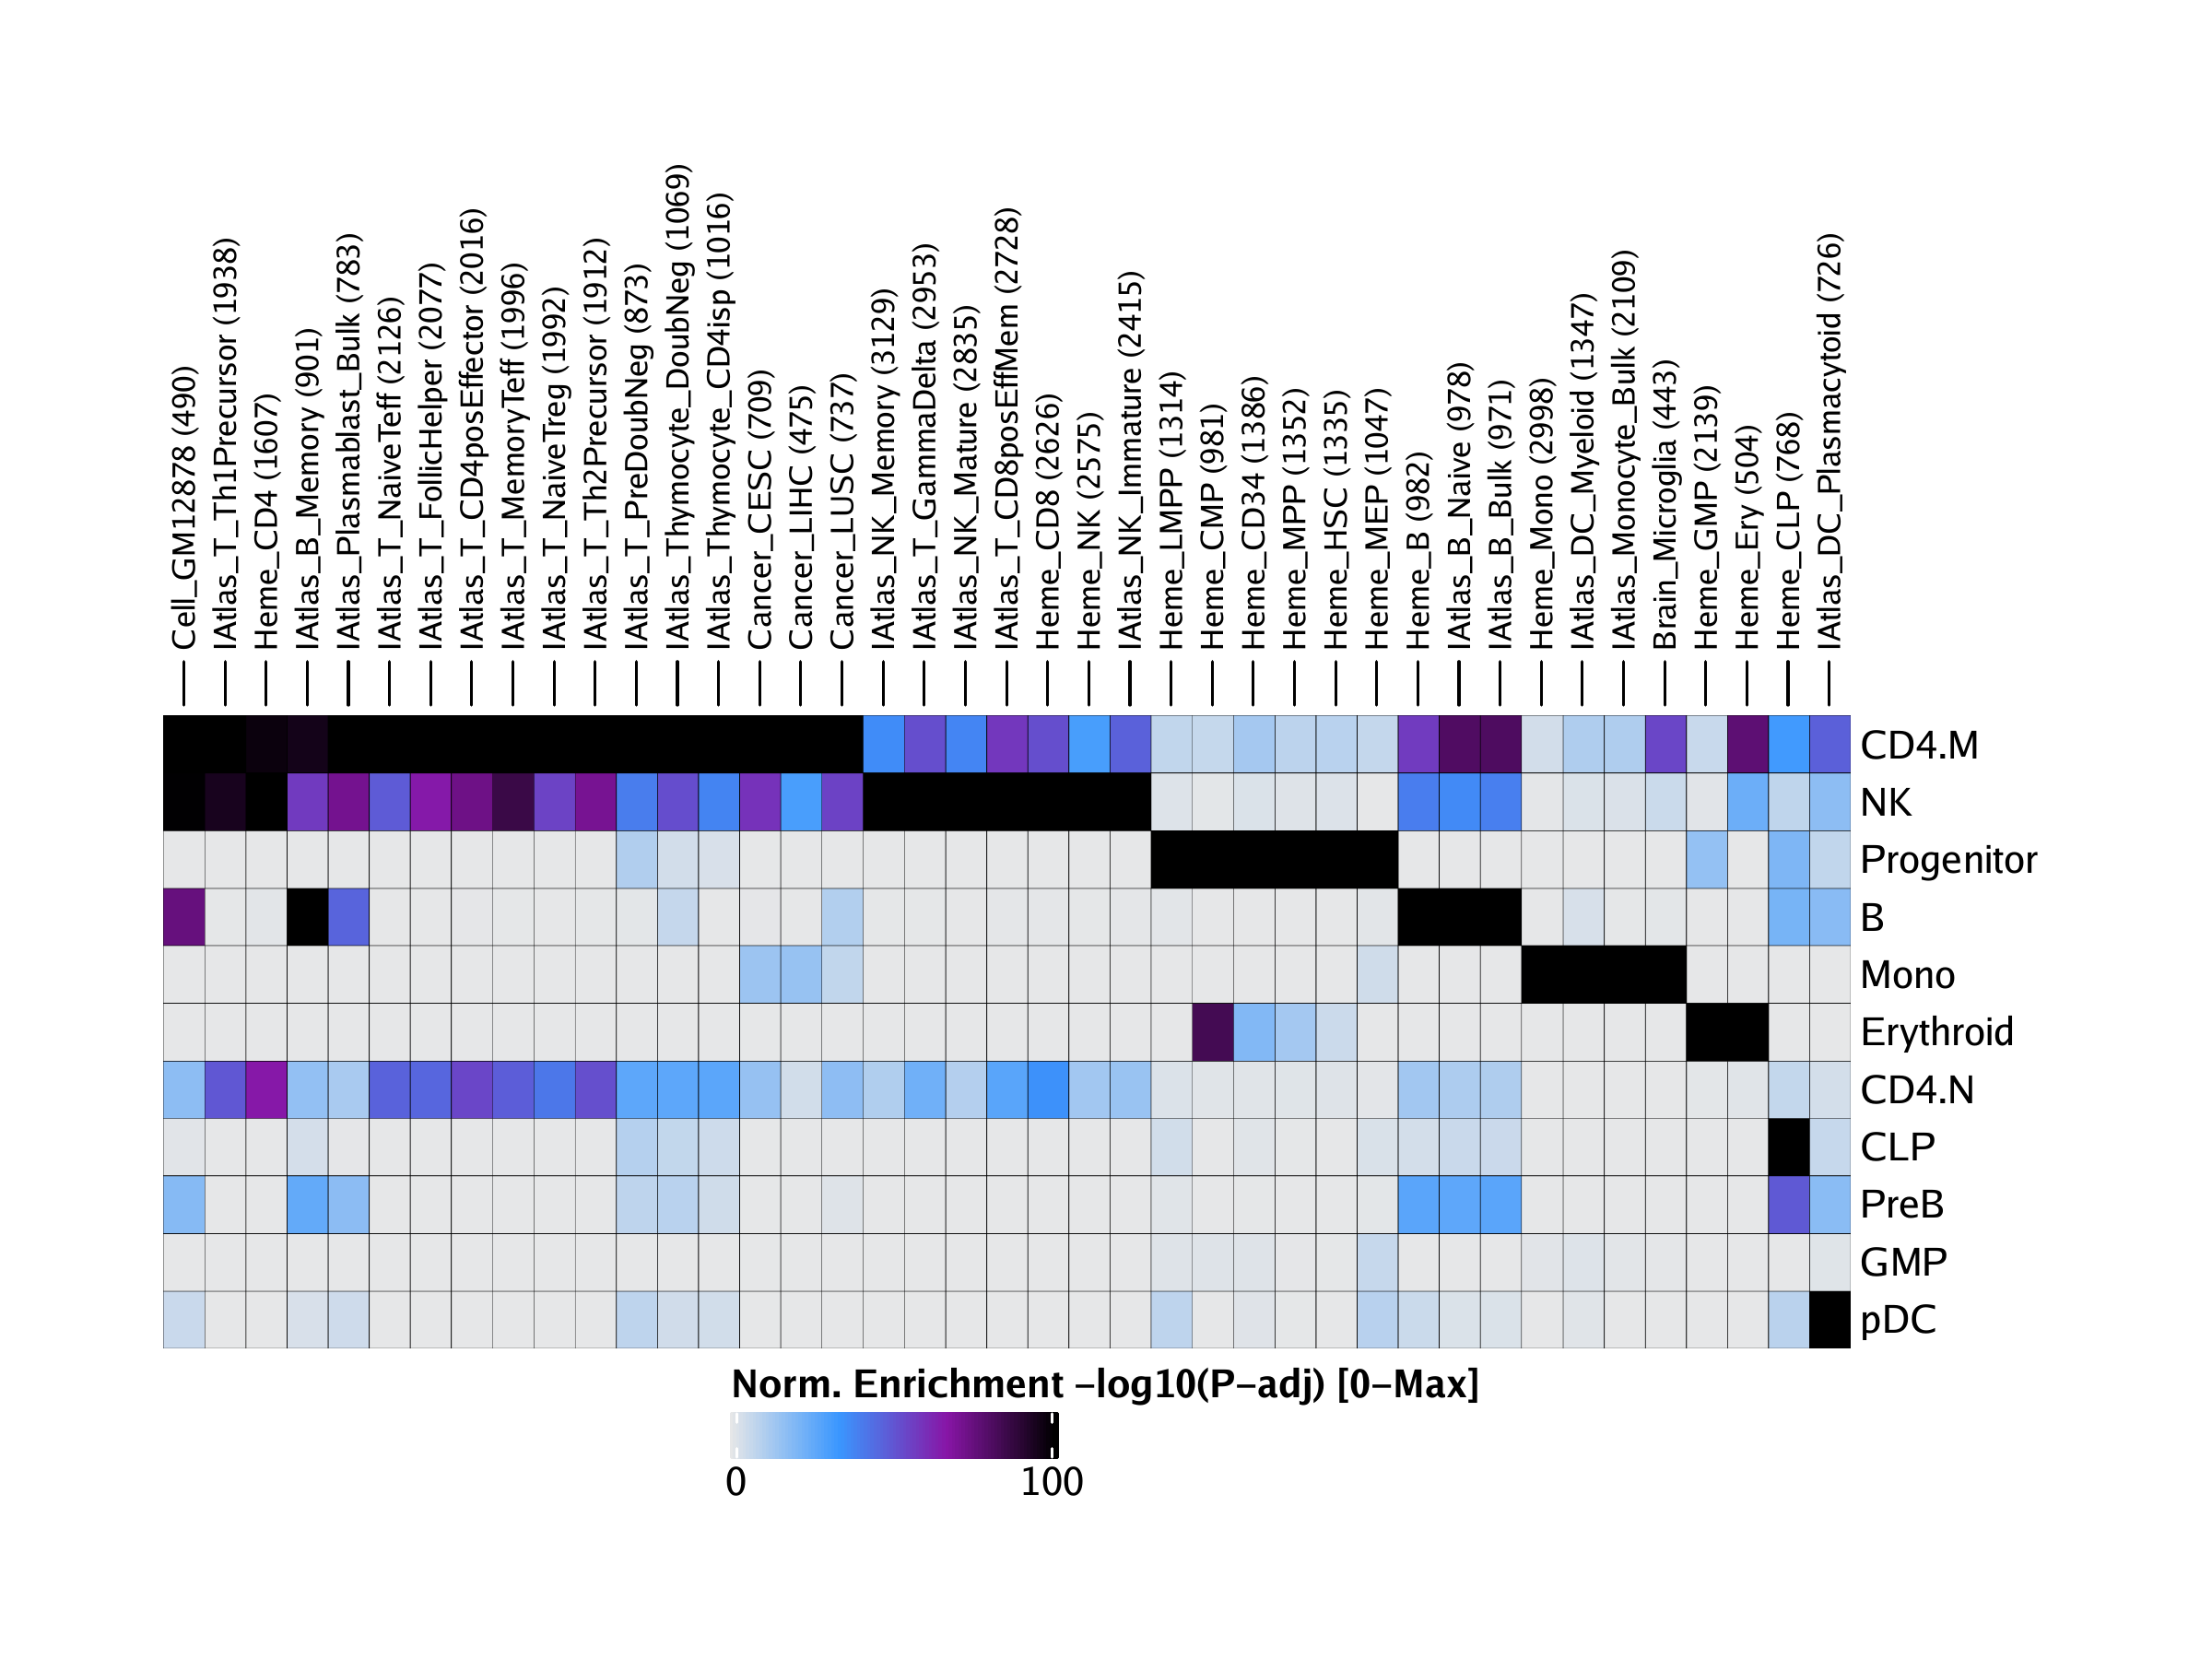 Cell_GM12878 (490)
IAtlas_T_Th1Precursor (1938)
Heme_CD4 (1607)
IAtlas_B_Memory (901)
IAtlas_Plasmablast_Bulk (783)
IAtlas_T_NaiveTeff (2126)
IAtlas_T_FollicHelper (2077)
IAtlas_T_CD4posEffector (2016)
IAtlas_T_MemoryTeff (1996)
IAtlas_T_NaiveTreg (1992)
IAtlas_T_Th2Precursor (1912)
IAtlas_T_PreDoubNeg (873)
IAtlas_Thymocyte_DoubNeg (1069)
IAtlas_Thymocyte_CD4isp (1016)
Cancer_CESC (709)
Cancer_LIHC (475)
Cancer_LUSC (737)
IAtlas_NK_Memory (3129)
IAtlas_T_GammaDelta (2953)
IAtlas_NK_Mature (2835)
IAtlas_T_CD8posEffMem (2728)
Heme_CD8 (2626)
Heme_NK (2575)
IAtlas_NK_Immature (2415)
Heme_LMPP (1314)
Heme_CMP (981)
Heme_CD34 (1386)
Heme_MPP (1352)
Heme_HSC (1335)
Heme_MEP (1047)
Heme_B (982)
IAtlas_B_Naive (978)
IAtlas_B_Bulk (971)
Heme_Mono (2998)
IAtlas_DC_Myeloid (1347)
IAtlas_Monocyte_Bulk (2109)
Brain_Microglia (443)
Heme_GMP (2139)
Heme_Ery (504)
Heme_CLP (768)
IAtlas_DC_Plasmacytoid (726)
CD4.M
NK
Progenitor
B
Mono
Erythroid
CD4.N
CLP
PreB
GMP
pDC
Norm. Enrichment −log10(P−adj) [0−Max]
0 100